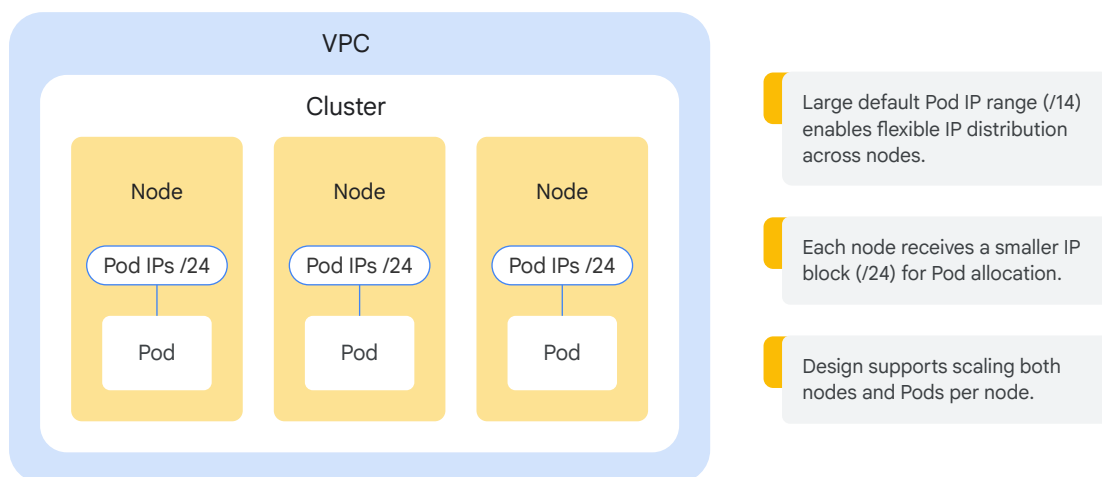 VPC
Cluster
Node
Node
Node
Pod IPs /24
Pod IPs /24
Pod IPs /24
Pod
Pod
Pod
Large default Pod IP range (/14)
enables flexible IP distribution
across nodes.
Each node receives a smaller IP
block (/24) for Pod allocation.
Design supports scaling both
nodes and Pods per node.